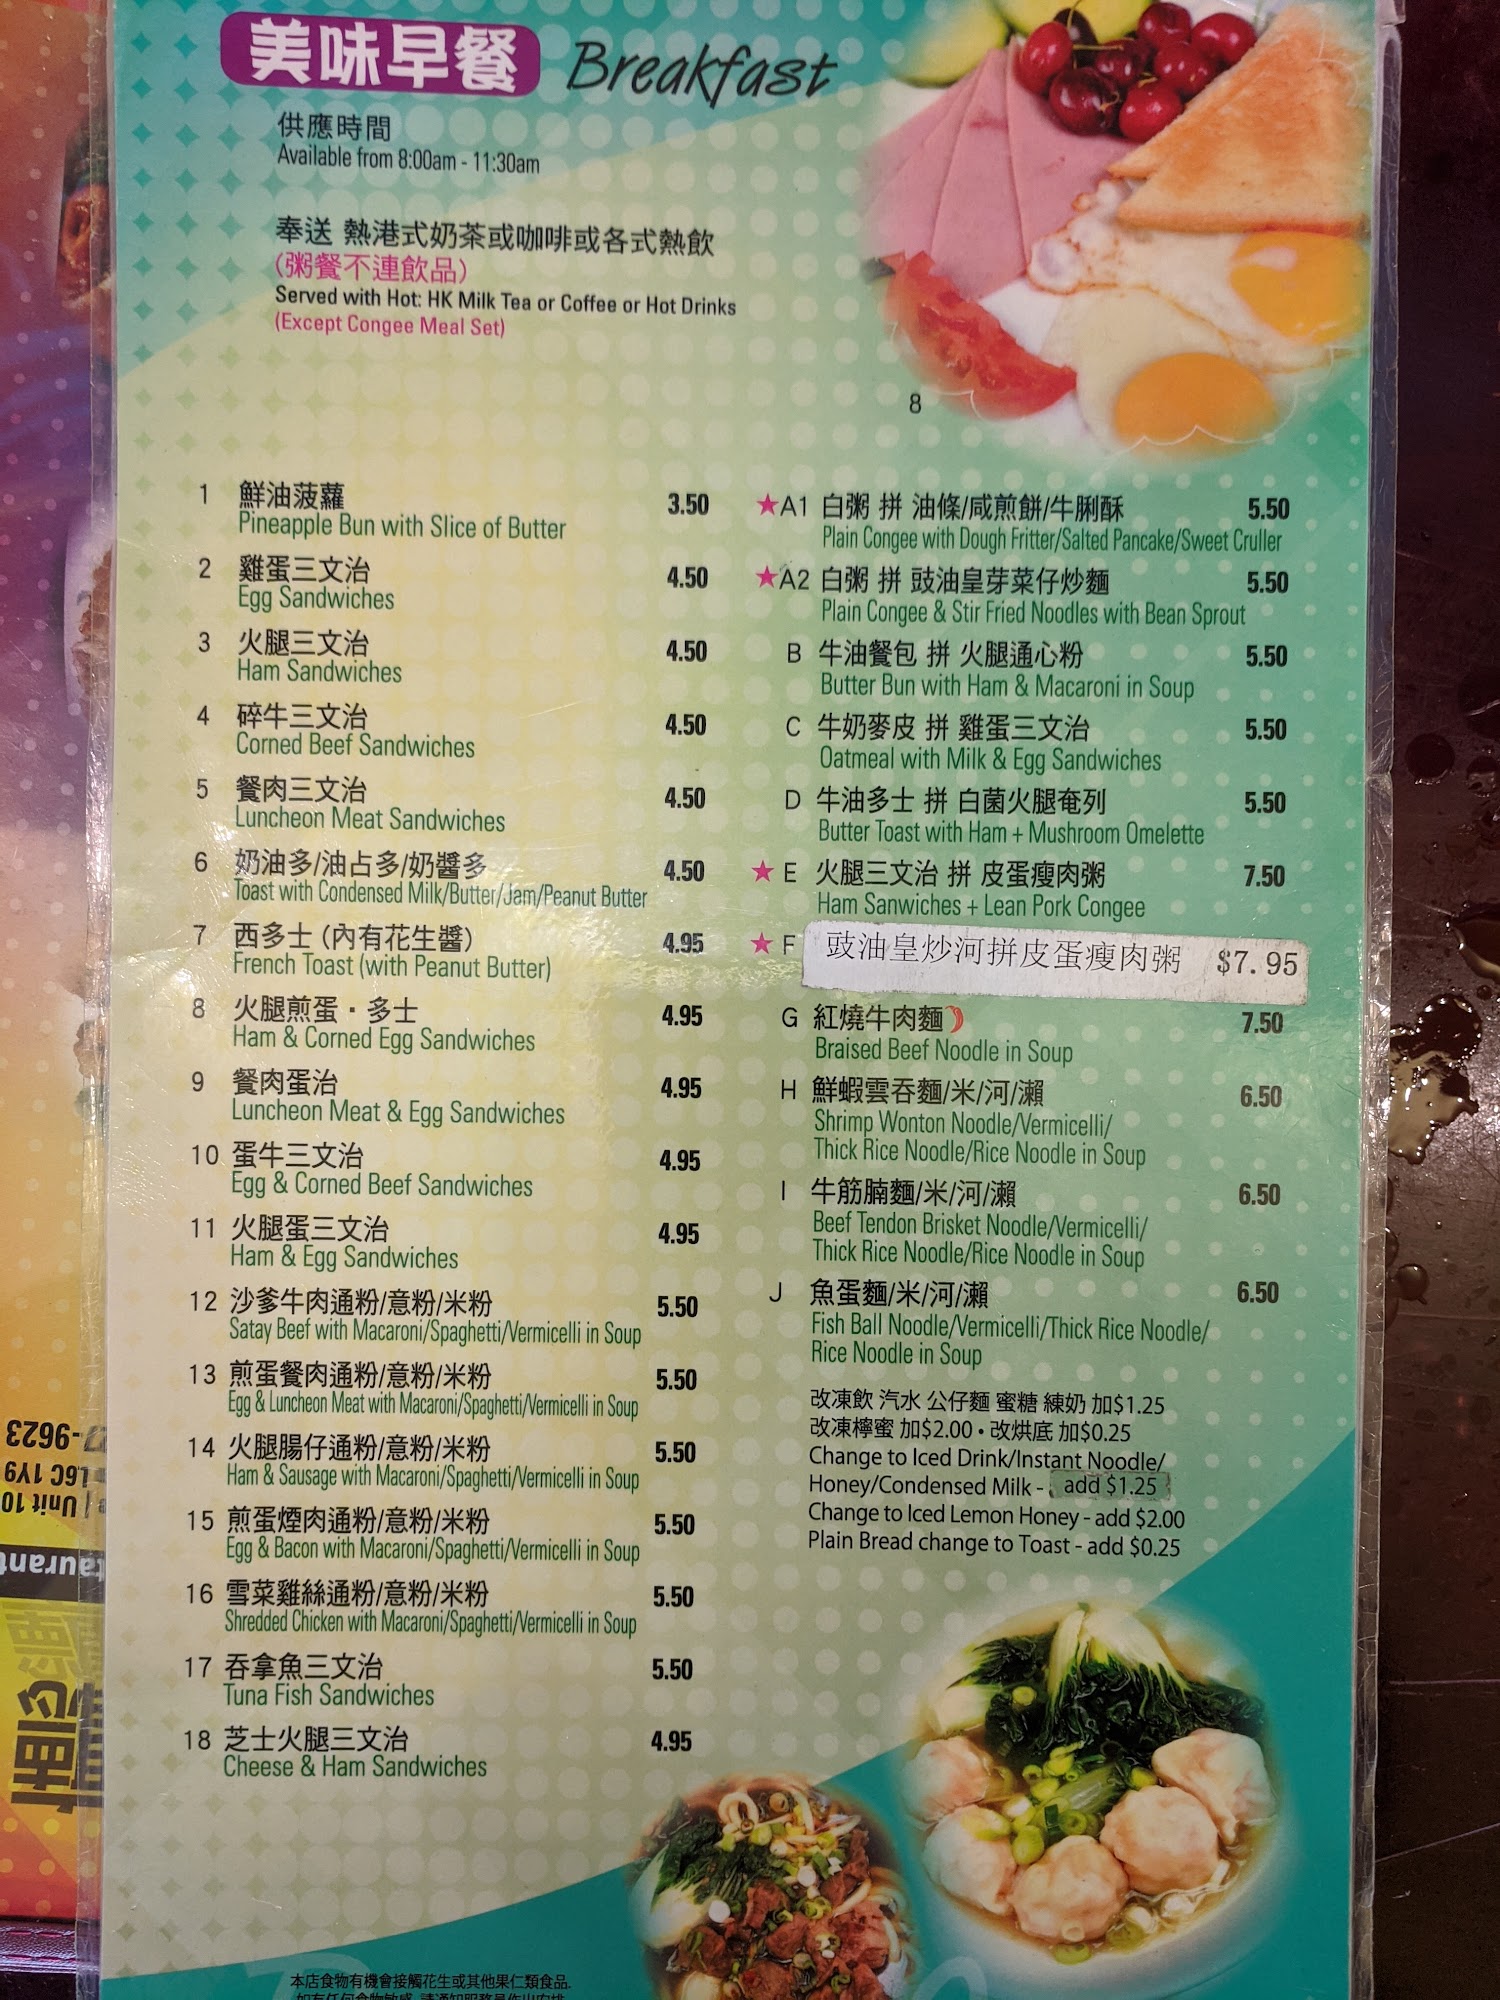 美味早餐 Breakfast
供應時間
Available from 8:00am - 11:30am
奉送 熱港式奶茶或咖啡或各式熱飲
(粥餐不連飲品)
Served with Hot: HK Milk Tea or Coffee or Hot Drinks
(Except Congee Meal Set)
8
1 鮮油菠蘿 3.50
Pineapple Bun with Slice of Butter
2 雞蛋三文治 4.50
Egg Sandwiches
3 火腿三文治 4.50
Ham Sandwiches
4 碎牛三文治 4.50
Corned Beef Sandwiches
5 餐肉三文治 4.50
Luncheon Meat Sandwiches
6 奶油多/油占多/奶醬多 4.50
Toast with Condensed Milk/Butter/Jam/Peanut Butter
7 西多士 (內有花生醬) 4.95
French Toast (with Peanut Butter)
8 火腿煎蛋・多士 4.95
Ham & Corned Egg Sandwiches
9 餐肉蛋治 4.95
Luncheon Meat & Egg Sandwiches
10 蛋牛三文治 4.95
Egg & Corned Beef Sandwiches
11 火腿蛋三文治 4.95
Ham & Egg Sandwiches
12 沙爹牛肉通粉/意粉/米粉 5.50
Satay Beef with Macaroni/Spaghetti/Vermicelli in Soup
13 煎蛋餐肉通粉/意粉/米粉 5.50
Egg & Luncheon Meat with Macaroni/Spaghetti/Vermicelli in Soup
14 火腿腸仔通粉/意粉/米粉 5.50
Ham & Sausage with Macaroni/Spaghetti/Vermicelli in Soup
15 煎蛋煙肉通粉/意粉/米粉 5.50
Egg & Bacon with Macaroni/Spaghetti/Vermicelli in Soup
16 雪菜雞絲通粉/意粉/米粉 5.50
Shredded Chicken with Macaroni/Spaghetti/Vermicelli in Soup
17 吞拿魚三文治 5.50
Tuna Fish Sandwiches
18 芝士火腿三文治 4.95
Cheese & Ham Sandwiches
★A1 白粥 拼 油條/咸煎餅/牛脷酥 5.50
Plain Congee with Dough Fritter/Salted Pancake/Sweet Cruller
★A2 白粥 拼 豉油皇芽菜仔炒麵 5.50
Plain Congee & Stir Fried Noodles with Bean Sprout
B 牛油餐包 拼 火腿通心粉 5.50
Butter Bun with Ham & Macaroni in Soup
C 牛奶麥皮 拼 雞蛋三文治 5.50
Oatmeal with Milk & Egg Sandwiches
D 牛油多士 拼 白菌火腿奄列 5.50
Butter Toast with Ham + Mushroom Omelette
★ E 火腿三文治 拼 皮蛋瘦肉粥 7.50
Ham Sanwiches + Lean Pork Congee
★ F 豉油皇炒河拼皮蛋瘦肉粥 $7.95
G 紅燒牛肉麵 7.50
Braised Beef Noodle in Soup
H 鮮蝦雲吞麵/米/河/瀨 6.50
Shrimp Wonton Noodle/Vermicelli/
Thick Rice Noodle/Rice Noodle in Soup
I 牛筋腩麵/米/河/瀨 6.50
Beef Tendon Brisket Noodle/Vermicelli/
Thick Rice Noodle/Rice Noodle in Soup
J 魚蛋麵/米/河/瀨 6.50
Fish Ball Noodle/Vermicelli/Thick Rice Noodle/
Rice Noodle in Soup
改凍飲 汽水 公仔麵 蜜糖 練奶 加$1.25
改凍檸蜜 加$2.00・改烘底 加$0.25
Change to Iced Drink/Instant Noodle/
Honey/Condensed Milk - add $1.25
Change to Iced Lemon Honey - add $2.00
Plain Bread change to Toast - add $0.25
本店食物有機會接觸花生或其他果仁類食品.
-9623
L6C 1Y9
Unit 10
taurant